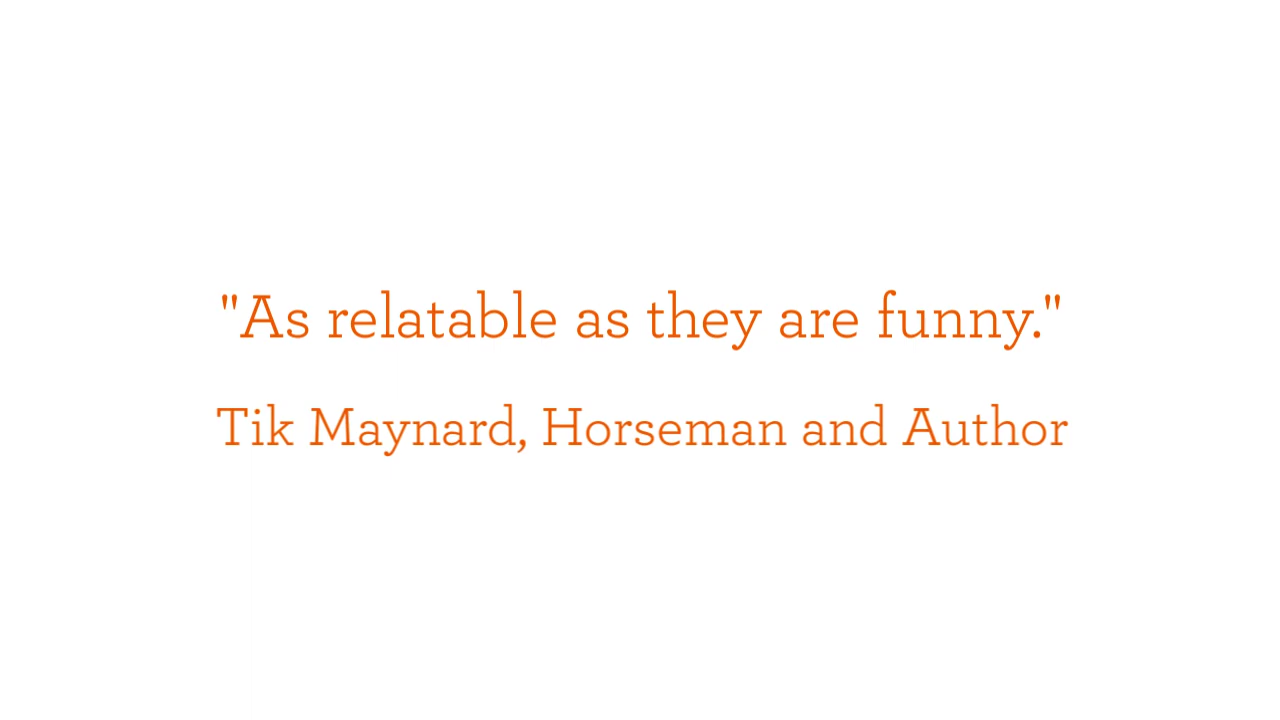 "As relatable as they are funny."
Tik Maynard, Horseman and Author